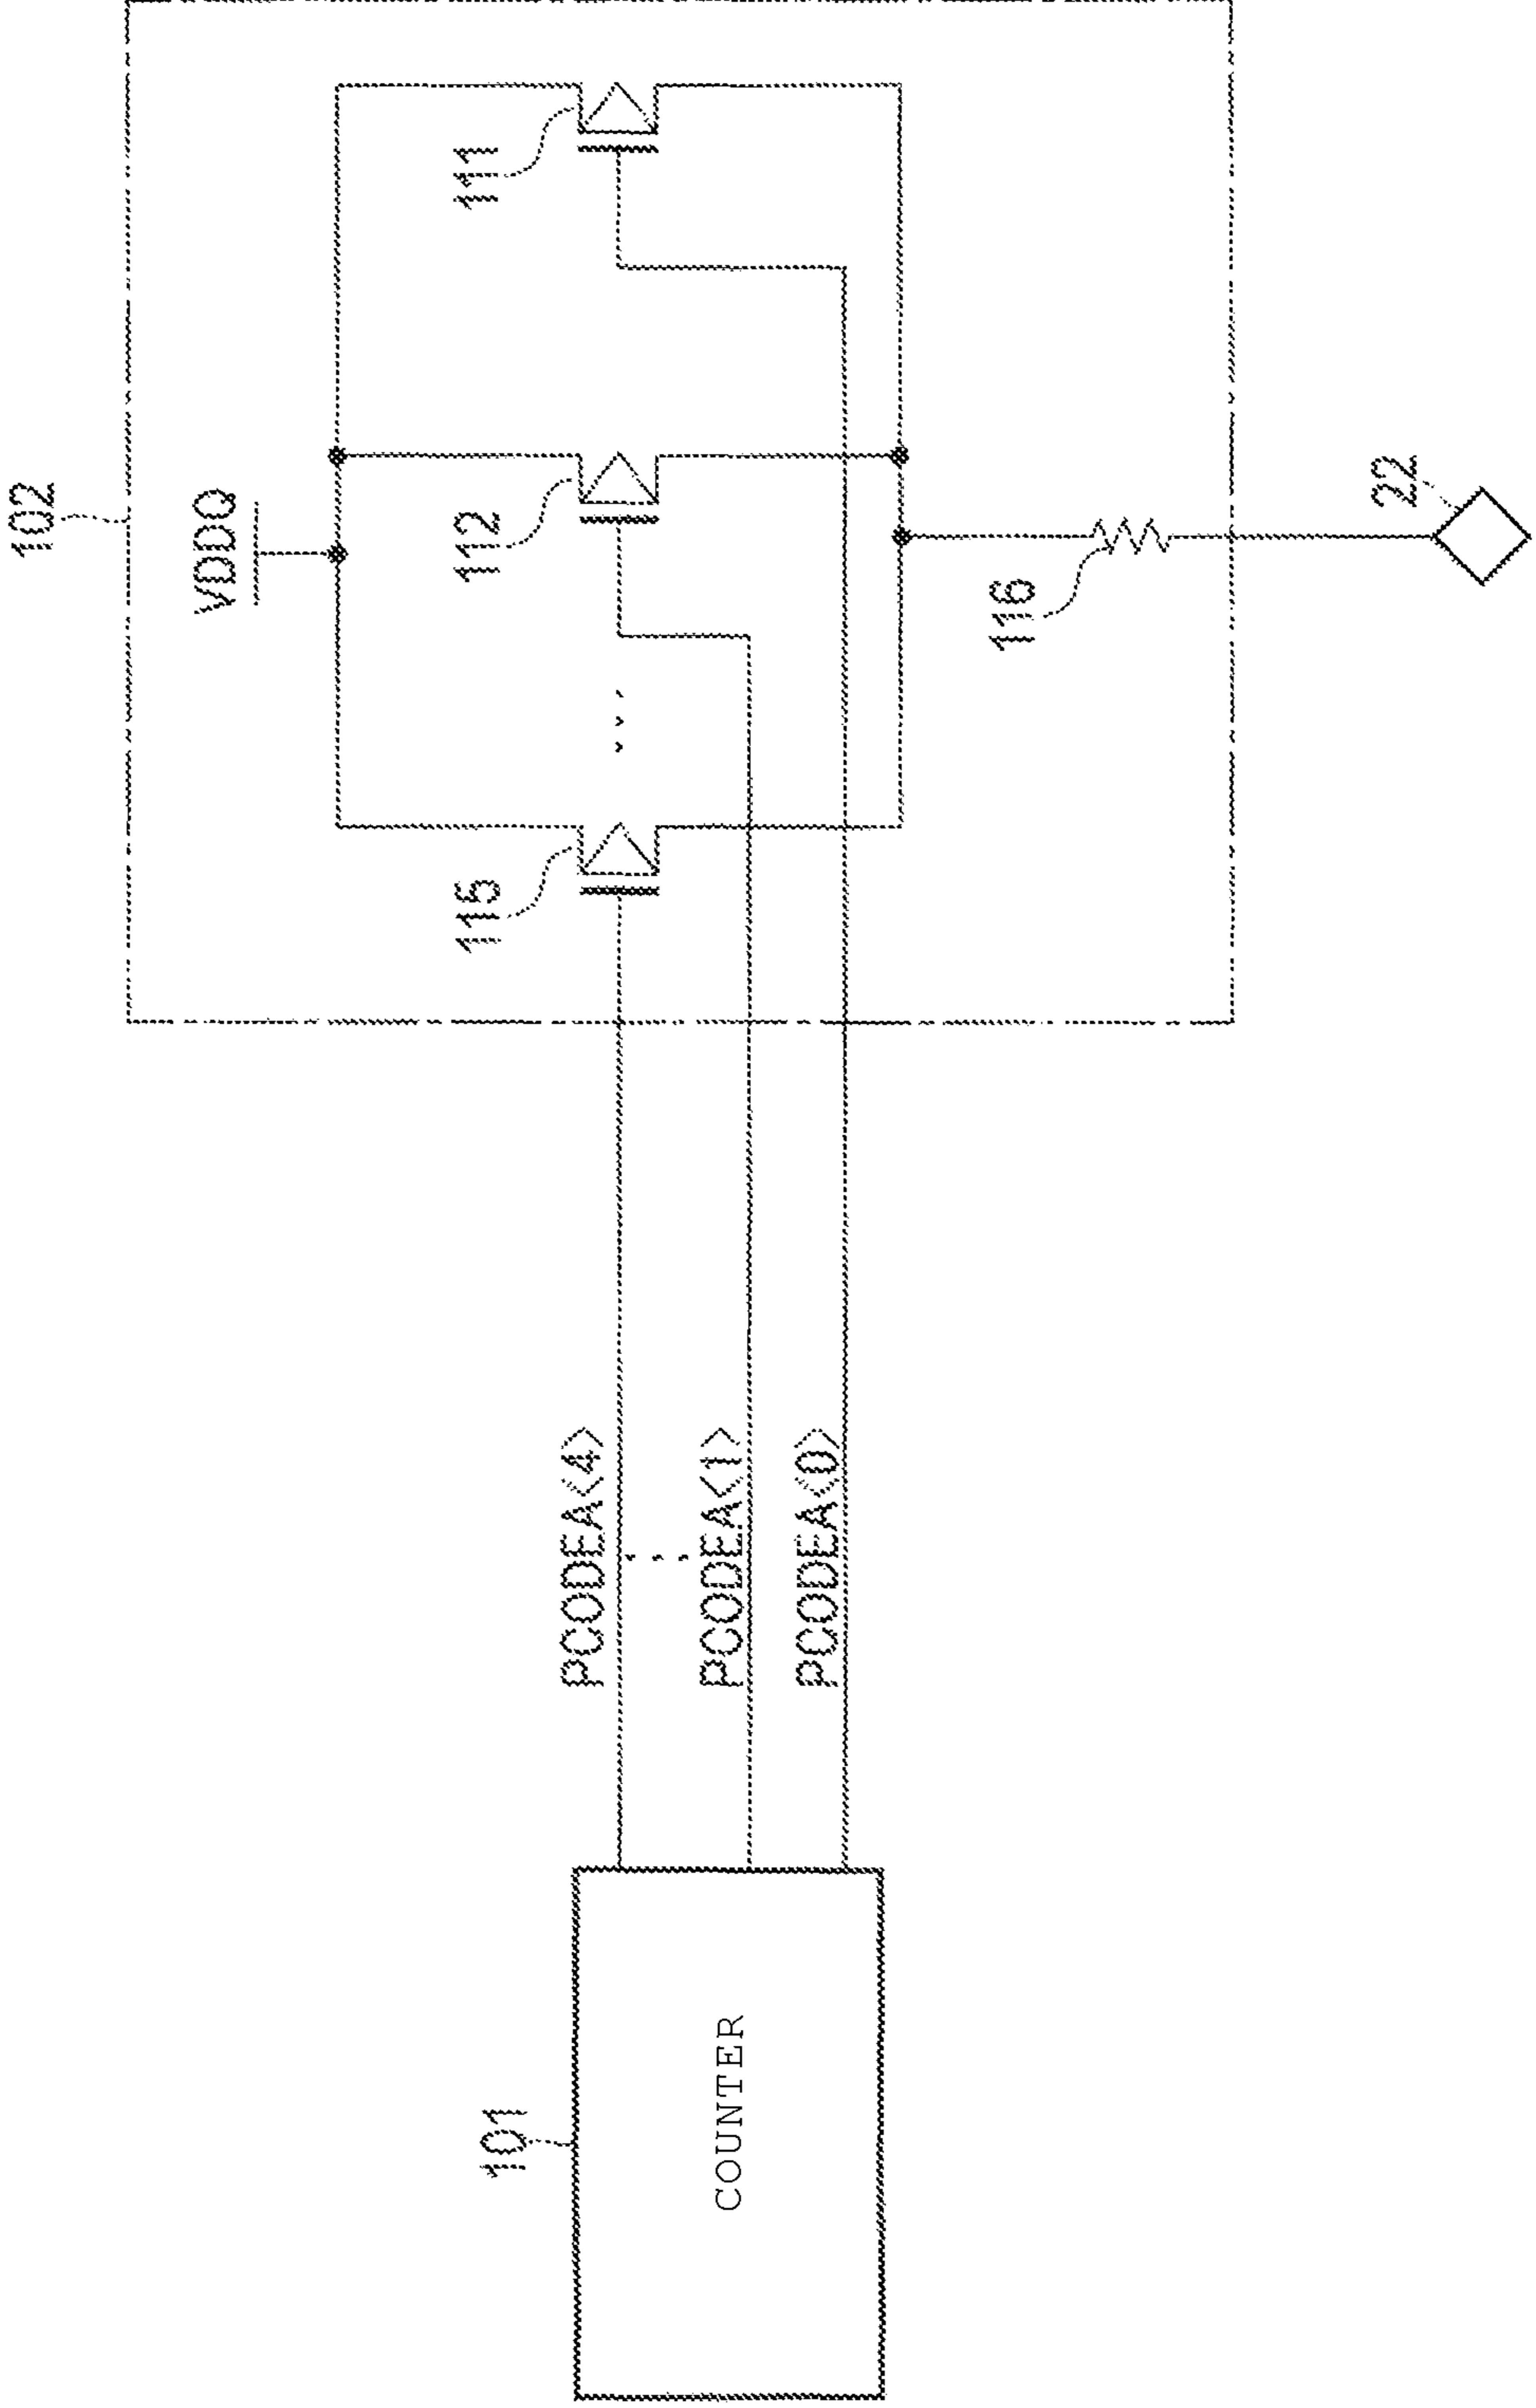 102
VDDQ
115
112
111
101
COUNTER
PCODEA<4>
PCODEA<1>
PCODEA<0>
116
22